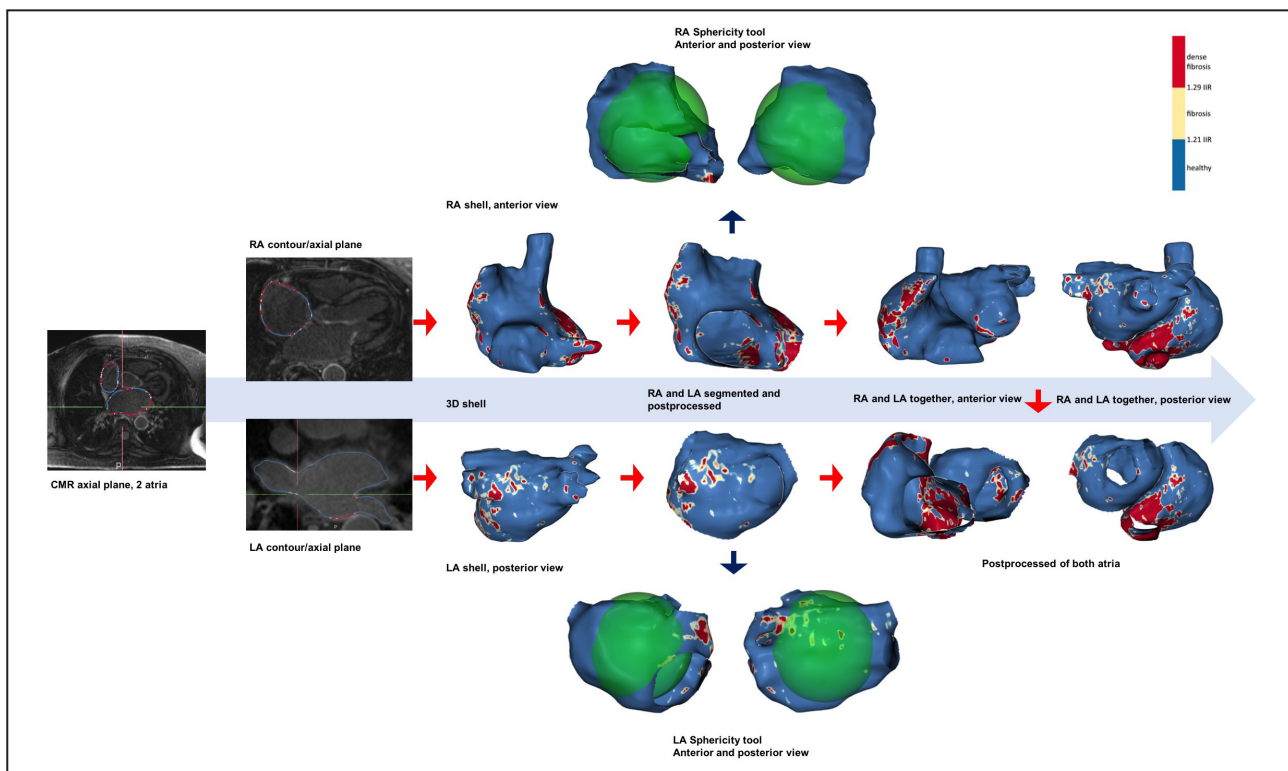 RA Sphericity tool
Anterior and posterior view
dense
fibrosis
1.29 IIR
fibrosis
1.21 IIR
healthy
RA shell, anterior view
RA contour/axial plane
3D shell
RA and LA segmented and
postprocessed
RA and LA together, anterior view
RA and LA together, posterior view
P
CMR axial plane, 2 atria
P
LA contour/axial plane
LA shell, posterior view
Postprocessed of both atria
LA Sphericity tool
Anterior and posterior view